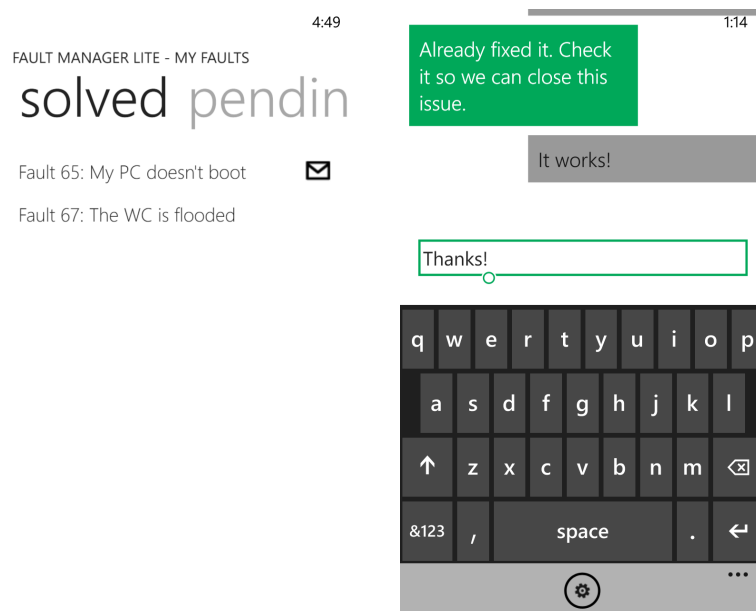 4:49
FAULT MANAGER LITE - MY FAULTS
solved pendin
Fault 65: My PC doesn't boot
Fault 67: The WC is flooded
1:14
Already fixed it. Check
it so we can close this
issue.
It works!
Thanks!
q w e r t y u i o p
a s d f g h j k l
z x c v b n m
&123 , space .